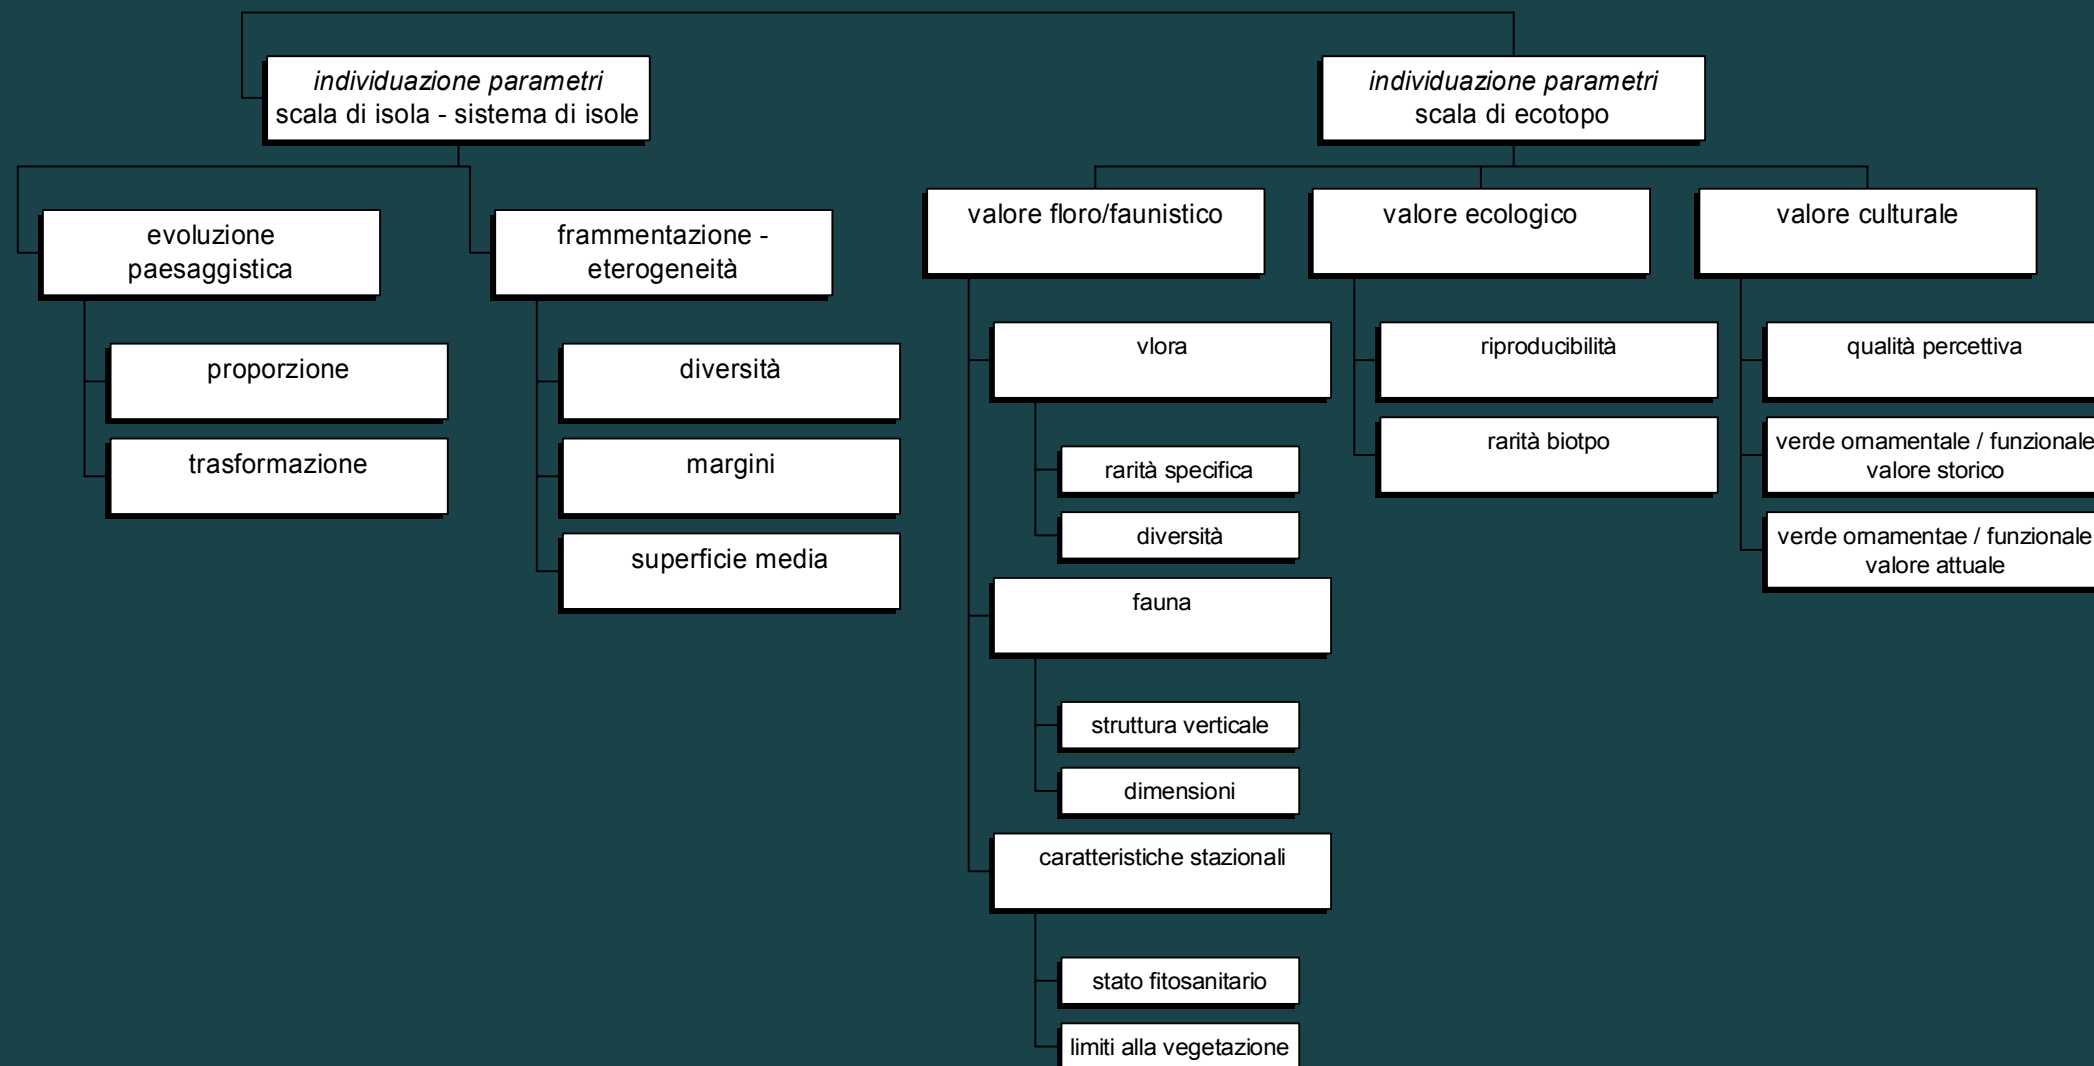 individuazione parametri
scala di isola - sistema di isole
individuazione parametri
scala di ecotopo
evoluzione
paesaggistica
proporzione
trasformazione
frammentazione -
eterogeneità
diversità
margini
superficie media
valore floro/faunistico
vlora
rarità specifica
diversità
fauna
struttura verticale
dimensioni
caratteristiche stazionali
stato fitosanitario
limiti alla vegetazione
valore ecologico
riproducibilità
rarità biotpo
valore culturale
qualità percettiva
verde ornamentale / funzionale
valore storico
verde ornamentae / funzionale
valore attuale